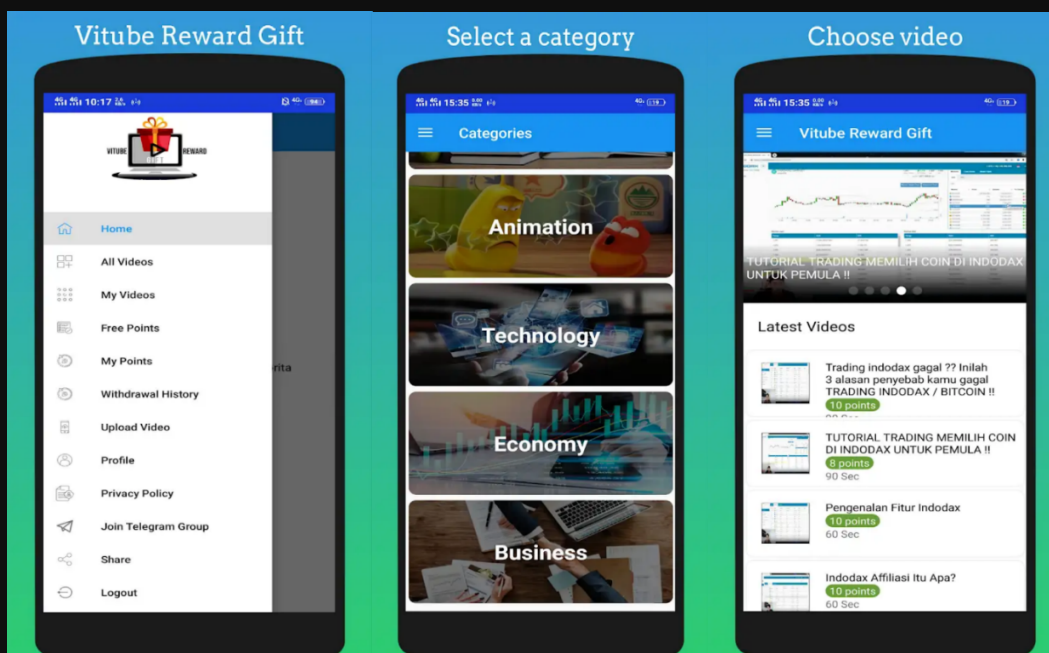 Vitube Reward Gift
10:17
VITUBE
REWARD
GIFT
Home
All Videos
My Videos
Free Points
My Points
rita
Withdrawal History
Upload Video
Profile
Privacy Policy
Join Telegram Group
Share
Logout
Select a category
15:35
Categories
Animation
Technology
Economy
Business
Choose video
15:35
Vitube Reward Gift
TUTORIAL TRADING MEMILIH COIN DI INDODAX
UNTUK PEMULA !!
Latest Videos
Trading indodax gagal ?? Inilah
3 alasan penyebab kamu gagal
TRADING INDODAX / BITCOIN !!
10 points
TUTORIAL TRADING MEMILIH COIN
DI INDODAX UNTUK PEMULA !!
8 points
90 Sec
Pengenalan Fitur Indodax
10 points
60 Sec
Indodax Affiliasi Itu Apa?
10 points
60 Sec